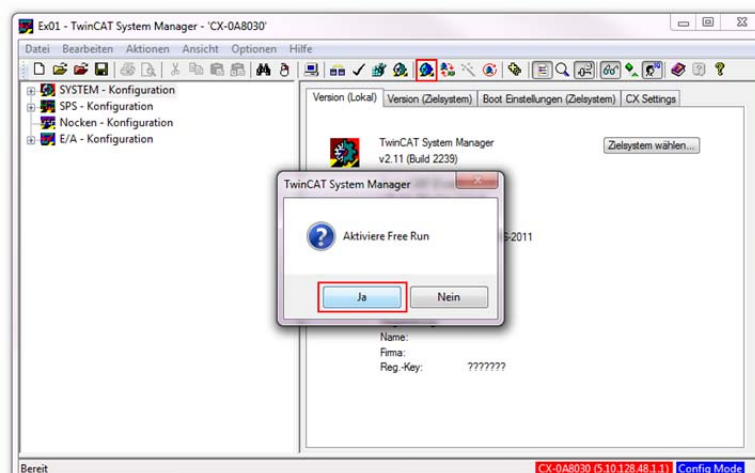 Ex01 - TwinCAT System Manager - 'CX-0A8030'
Datei Bearbeiten Aktionen Ansicht Optionen Hilfe
SYSTEM - Konfiguration
SPS - Konfiguration
Nocken - Konfiguration
E/A - Konfiguration
Version (Lokal) Version (Zielsystem) Boot Einstellungen (Zielsystem) CX Settings
TwinCAT System Manager
v2.11 (Build 2239)
Zielsystem wählen...
TwinCAT System Manager
Aktiviere Free Run
-2011
Ja Nein
Name:
Firma:
Reg.-Key: ???????
Bereit
CX-0A8030 (5.10.128.48.1.1) Config Mode